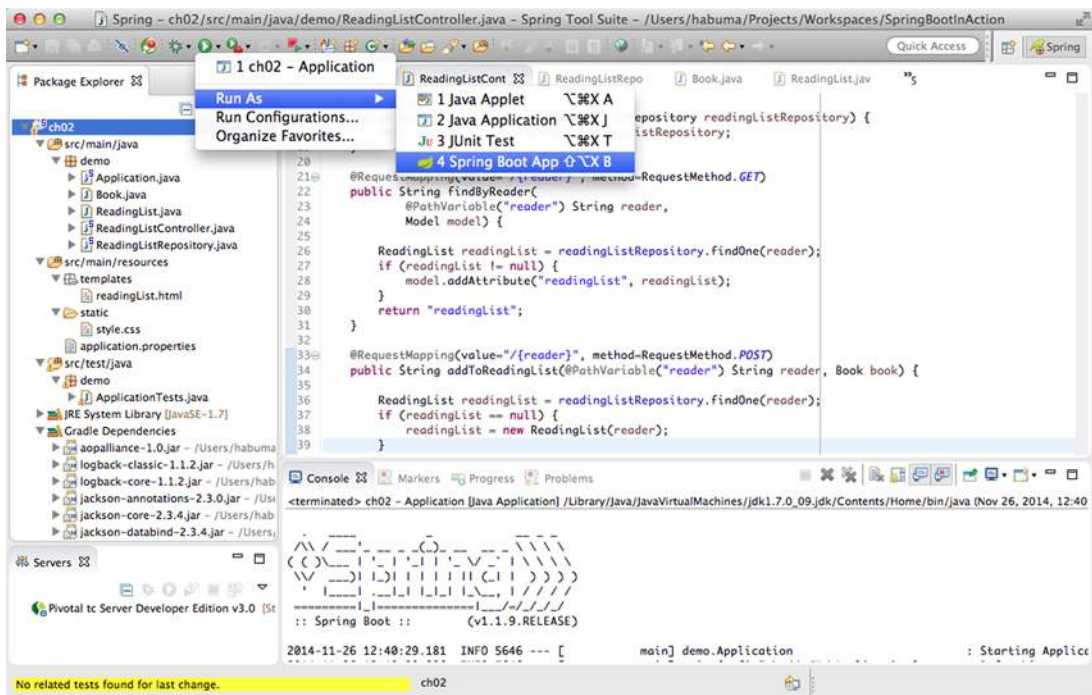 Spring – ch02/src/main/java/demo/ReadingListController.java – Spring Tool Suite – /Users/habuma/Projects/Workspaces/SpringBootInAction
Quick Access
Spring
1 ch02 – Application
Run As
Run Configurations...
Organize Favorites...
1 Java Applet ⌥⌘X A
2 Java Application ⌥⌘X J
3 JUnit Test ⌥⌘X T
4 Spring Boot App ⇧⌥X B
Package Explorer
ch02
src/main/java
demo
Application.java
Book.java
ReadingList.java
ReadingListController.java
ReadingListRepository.java
src/main/resources
templates
readingList.html
static
style.css
application.properties
src/test/java
demo
ApplicationTests.java
JRE System Library [JavaSE-1.7]
Gradle Dependencies
aopalliance-1.0.jar – /Users/habuma
logback-classic-1.1.2.jar – /Users/h
logback-core-1.1.2.jar – /Users/hab
jackson-annotations-2.3.0.jar – /Use
jackson-core-2.3.4.jar – /Users/hab
jackson-databind-2.3.4.jar – /Users/
ReadingListCont
ReadingListRepo
Book.java
ReadingList.jav
»5
epository readingListRepository) {
istRepository;
20
21 @RequestMapping(value="/{reader}", method=RequestMethod.GET)
22 public String findByReader(
23 @PathVariable("reader") String reader,
24 Model model) {
25
26 ReadingList readingList = readingListRepository.findOne(reader);
27 if (readingList != null) {
28 model.addAttribute("readingList", readingList);
29 }
30 return "readingList";
31 }
32
33 @RequestMapping(value="/{reader}", method=RequestMethod.POST)
34 public String addToReadingList(@PathVariable("reader") String reader, Book book) {
35
36 ReadingList readingList = readingListRepository.findOne(reader);
37 if (readingList == null) {
38 readingList = new ReadingList(reader);
39 }
Servers
Pivotal tc Server Developer Edition v3.0 [St
Console
Markers
Progress
Problems
<terminated> ch02 – Application [Java Application] /Library/Java/JavaVirtualMachines/jdk1.7.0_09.jdk/Contents/Home/bin/java (Nov 26, 2014, 12:40
:: Spring Boot :: (v1.1.9.RELEASE)
2014-11-26 12:40:29.181 INFO 5646 --- [ main] demo.Application : Starting Applicc
No related tests found for last change.
ch02